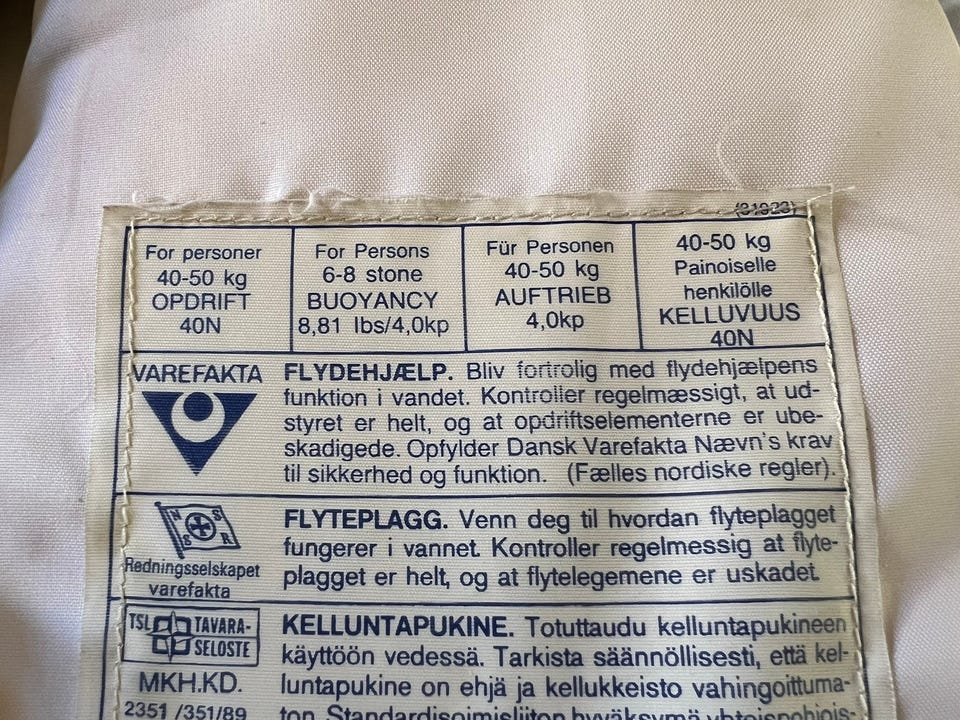 (31923)
For personer
40-50 kg
OPDRIFT
40N
For Persons
6-8 stone
BUOYANCY
8,81 lbs/4,0kp
Für Personen
40-50 kg
AUFTRIEB
4,0kp
40-50 kg
Painoiselle
henkilölle
KELLUVUUS
40N
VAREFAKTA
FLYDEHJÆLP. Bliv fortrolig med flydehjælpens
funktion i vandet. Kontroller regelmæssigt, at ud-
styret er helt, og at opdriftselementerne er ube-
skadigede. Opfylder Dansk Varefakta Nævn's krav
til sikkerhed og funktion. (Fælles nordiske regler).
N S
S R
Redningsselskapet
varefakta
FLYTEPLAGG. Venn deg til hvordan flyteplagget
fungerer i vannet. Kontroller regelmessig at flyte-
plagget er helt, og at flytelegemene er uskadet.
TSL TAVARA-
SELOSTE
MKH.KD.
2351/351/89
KELLUNTAPUKINE. Totuttaudu kelluntapukineen
käyttöön vedessä. Tarkista säännöllisesti, että kel-
luntapukine on ehjä ja kellukkeisto vahingoittuma-
ton. Standardisoimisliiton hyväksymä yhteispohjois-